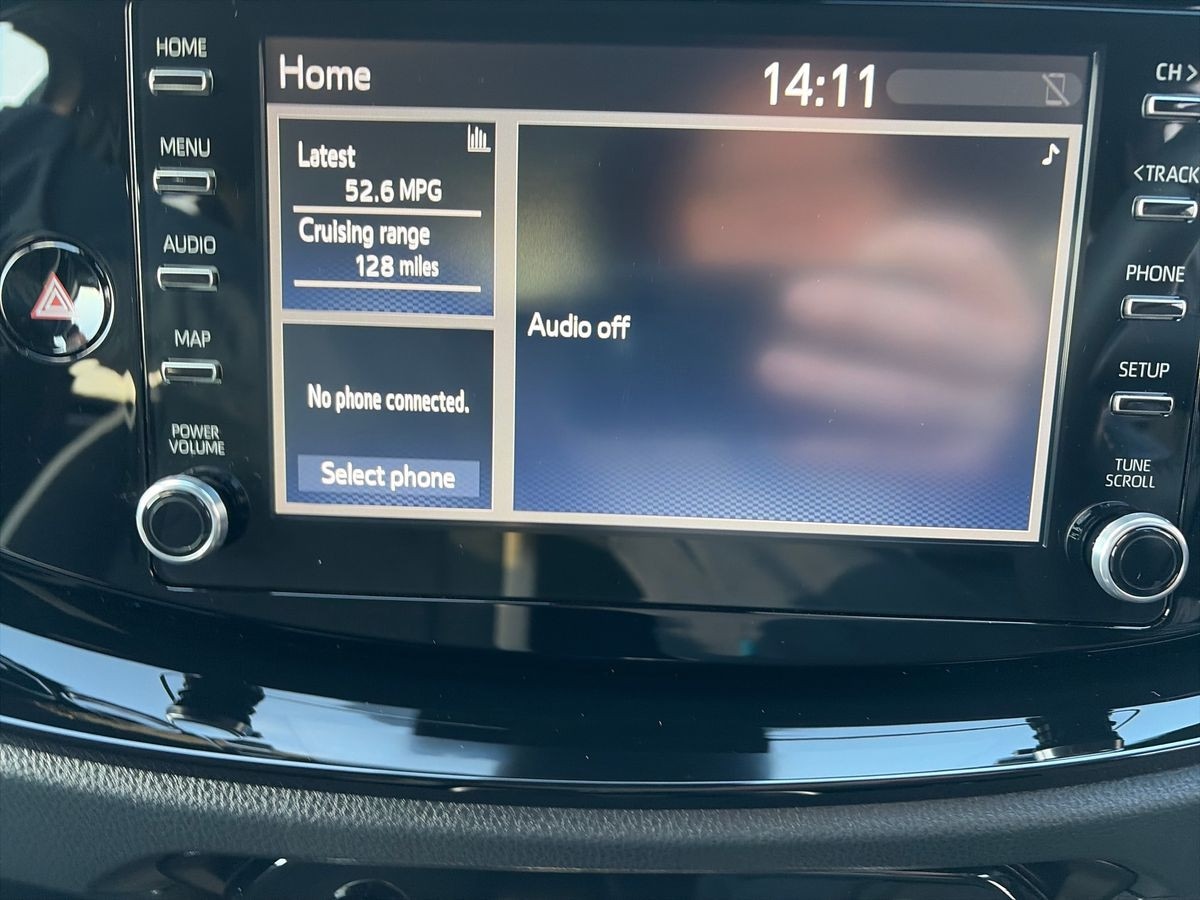 HOME
MENU
AUDIO
MAP
POWER
VOLUME
Home
14:11
Latest
52.6 MPG
Cruising range
128 miles
No phone connected.
Select phone
Audio off
CH >
<TRACK
PHONE
SETUP
TUNE
SCROLL